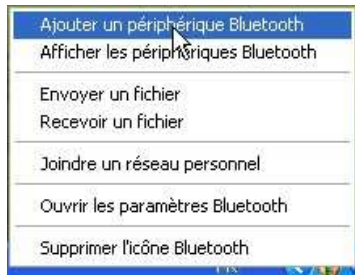 Ajouter un périphérique Bluetooth
Afficher les périphériques Bluetooth
Envoyer un fichier
Recevoir un fichier
Joindre un réseau personnel
Ouvrir les paramètres Bluetooth
Supprimer l'icône Bluetooth